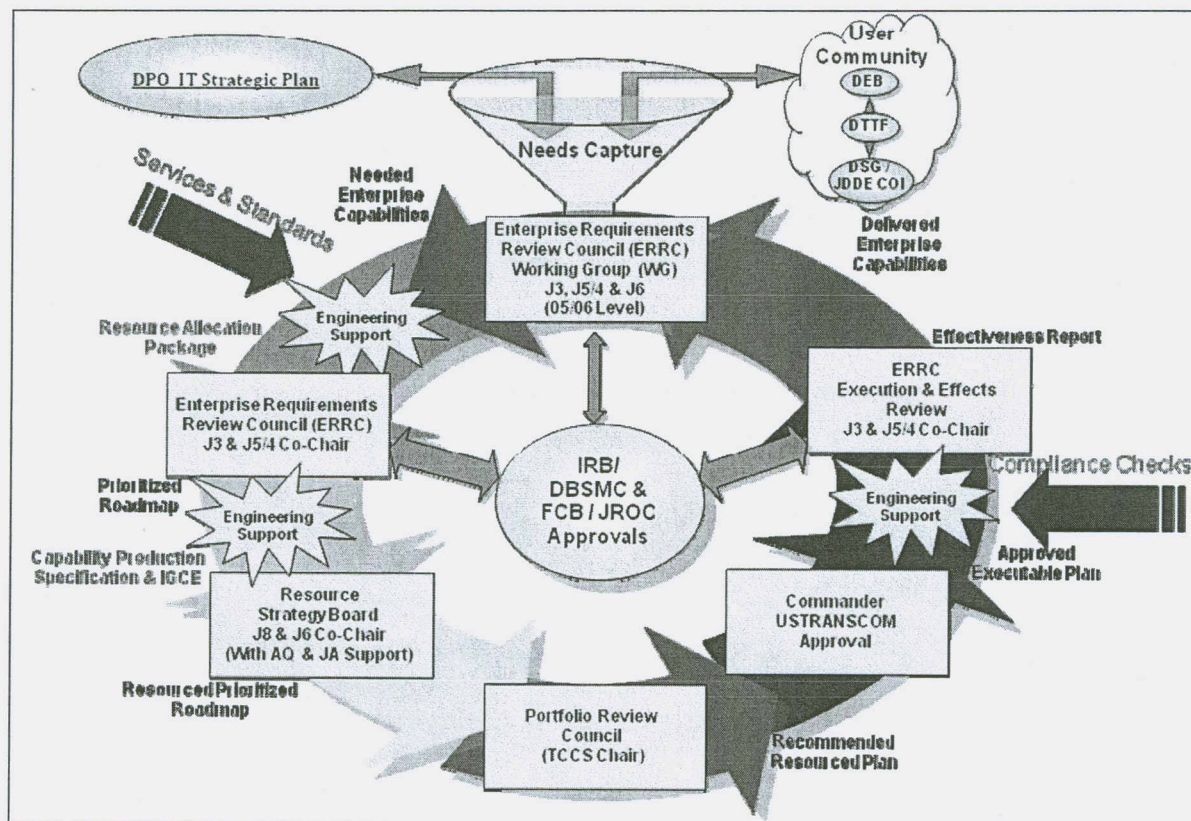 DPO IT Strategic Plan
User
Community
DEB
DTTF
DSG /
JDDE COI
Needs Capture
Services & Standards
Needed
Enterprise
Capabilities
Delivered
Enterprise
Capabilities
Enterprise Requirements
Review Council (ERRC)
Working Group (WG)
J3, J5/4 & J6
(05/06 Level)
Engineering
Support
Resource Allocation
Package
Effectiveness Report
Enterprise Requirements
Review Council (ERRC)
J3 & J5/4 Co-Chair
ERRC
Execution & Effects
Review
J3 & J5/4 Co-Chair
IRB/
DBSMC &
FCB / JROC
Approvals
Compliance Checks
Prioritized
Roadmap
Engineering
Support
Engineering
Support
Approved
Executable Plan
Capability Production
Specification & IGCE
Resource
Strategy Board
J8 & J6 Co-Chair
(With AQ & JA Support)
Commander
USTRANSCOM
Approval
Resourced Prioritized
Roadmap
Portfolio Review
Council
(TCCS Chair)
Recommended
Resourced Plan